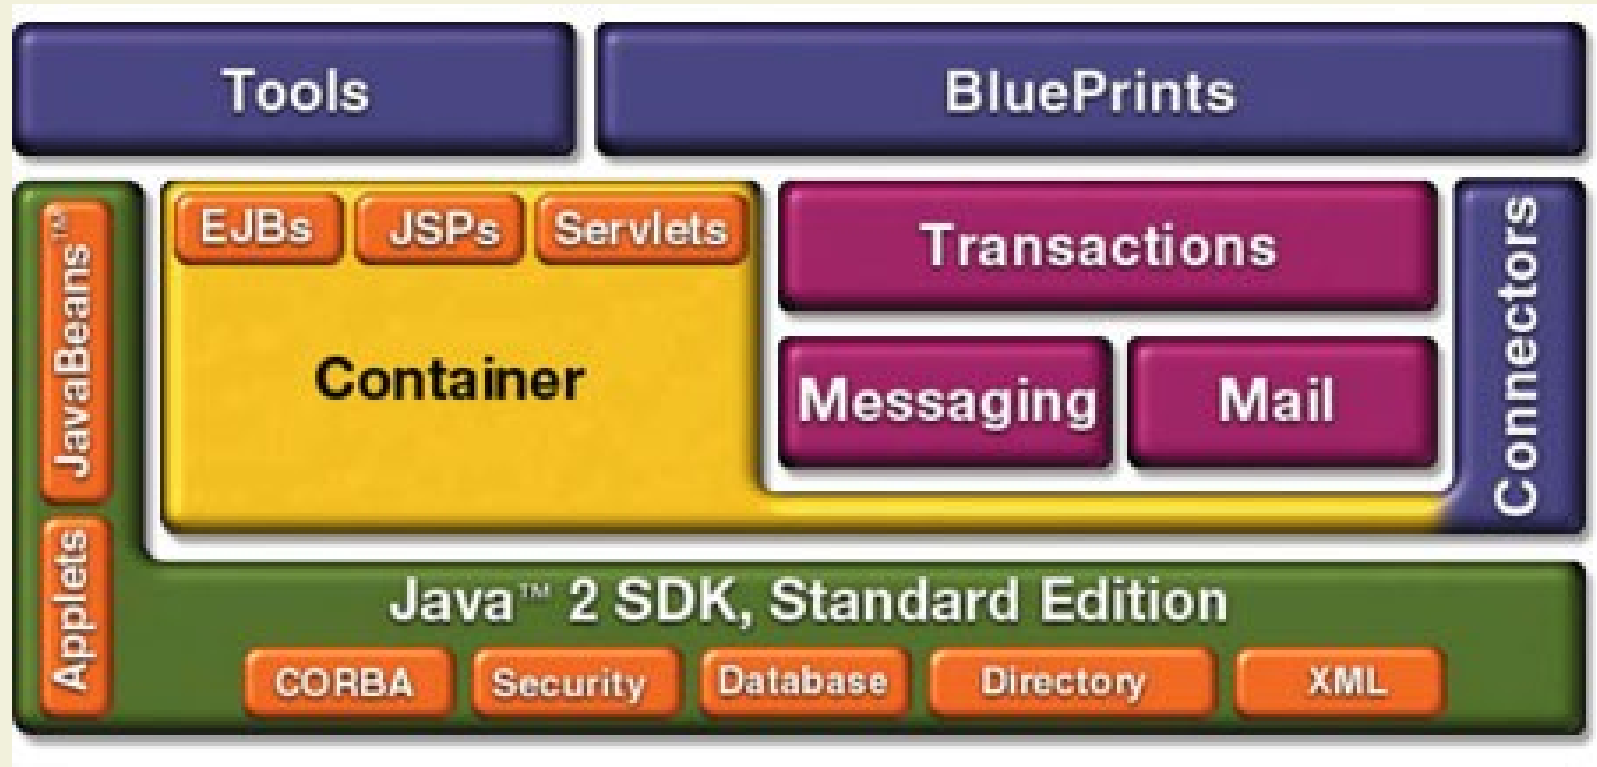 Tools
BluePrints
JavaBeans™
EJBs
JSPs
Servlets
Container
Transactions
Messaging
Mail
Connectors
Applets
Java™ 2 SDK, Standard Edition
CORBA
Security
Database
Directory
XML